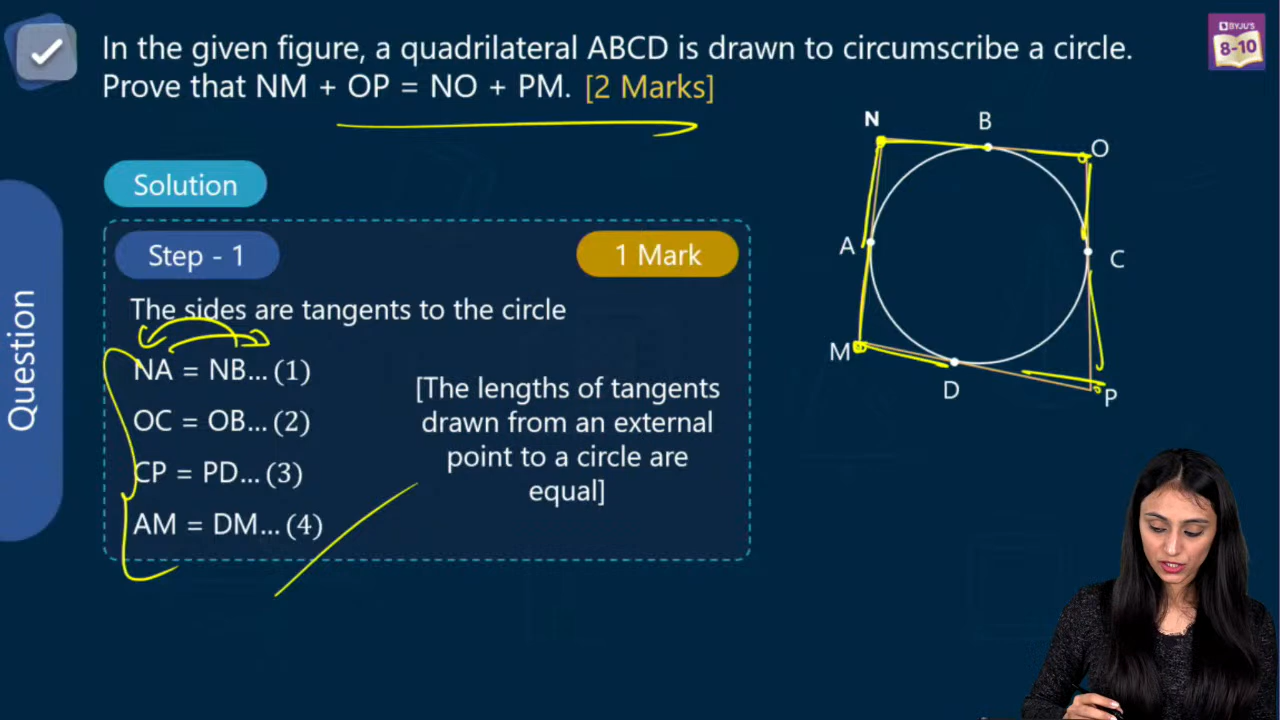 In the given figure, a quadrilateral ABCD is drawn to circumscribe a circle.
Prove that NM + OP = NO + PM. [2 Marks]
BYJU'S
8-10
Question
Solution
Step - 1
1 Mark
The sides are tangents to the circle
NA = NB... (1)
OC = OB... (2)
CP = PD... (3)
AM = DM... (4)
[The lengths of tangents
drawn from an external
point to a circle are
equal]
N
B
O
A
C
M
D
P